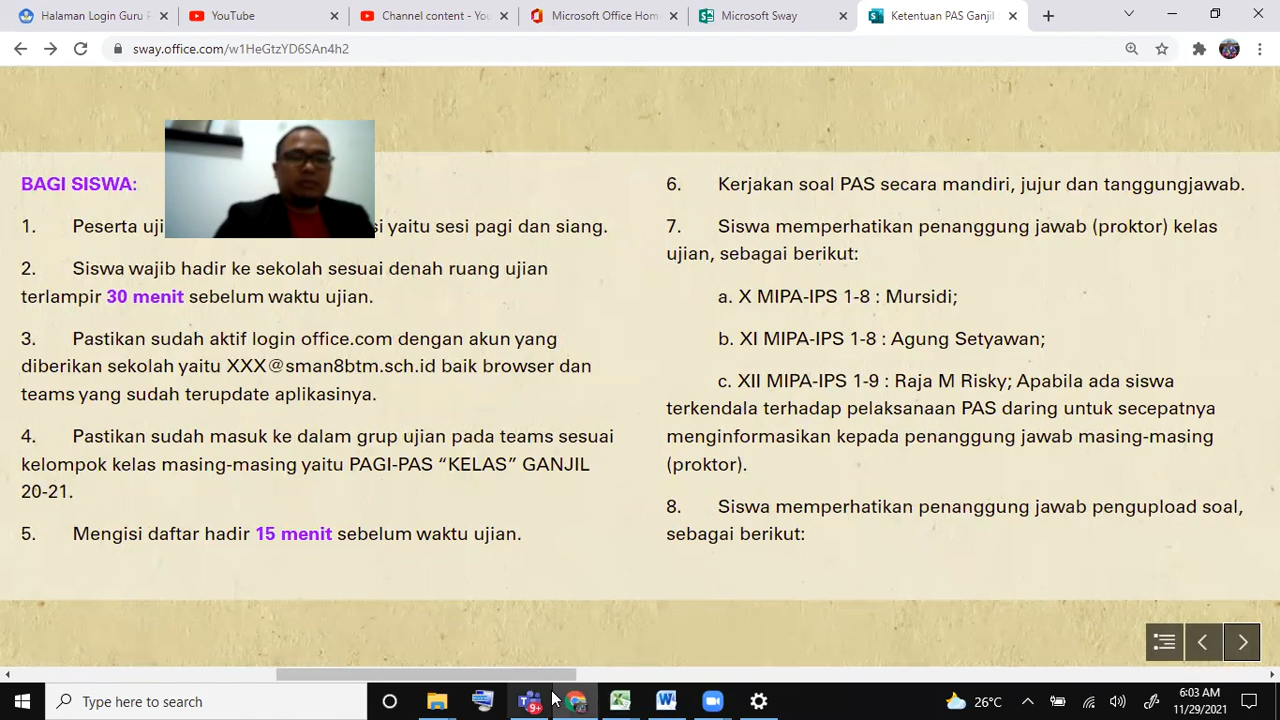 Halaman Login Guru F
YouTube
Channel content - You
Microsoft Office Hom
Microsoft Sway
Ketentuan PAS Ganjil
sway.office.com/w1HeGtzYD6SAn4h2
BAGI SISWA:
1. Peserta uji si yaitu sesi pagi dan siang.
2. Siswa wajib hadir ke sekolah sesuai denah ruang ujian
terlampir 30 menit sebelum waktu ujian.
3. Pastikan sudah aktif login office.com dengan akun yang
diberikan sekolah yaitu XXX@sman8btm.sch.id baik browser dan
teams yang sudah terupdate aplikasinya.
4. Pastikan sudah masuk ke dalam grup ujian pada teams sesuai
kelompok kelas masing-masing yaitu PAGI-PAS “KELAS” GANJIL
20-21.
5. Mengisi daftar hadir 15 menit sebelum waktu ujian.
6. Kerjakan soal PAS secara mandiri, jujur dan tanggungjawab.
7. Siswa memperhatikan penanggung jawab (proktor) kelas
ujian, sebagai berikut:
a. X MIPA-IPS 1-8 : Mursidi;
b. XI MIPA-IPS 1-8 : Agung Setyawan;
c. XII MIPA-IPS 1-9 : Raja M Risky; Apabila ada siswa
terkendala terhadap pelaksanaan PAS daring untuk secepatnya
menginformasikan kepada penanggung jawab masing-masing
(proktor).
8. Siswa memperhatikan penanggung jawab pengupload soal,
sebagai berikut:
Type here to search
9+
26°C
6:03 AM
11/29/2021